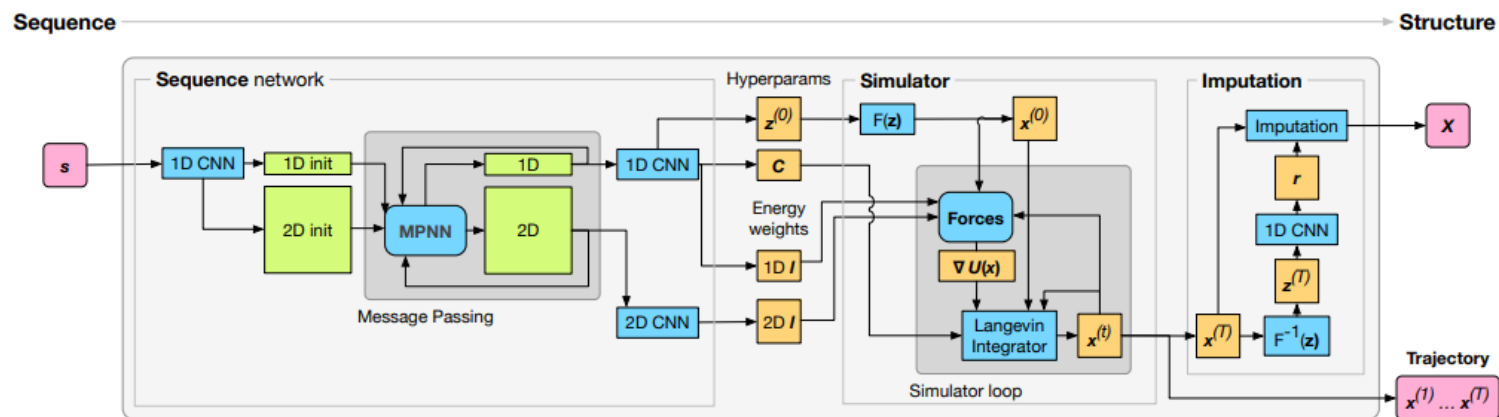 Sequence
Structure
Sequence network
Hyperparams
Simulator
Imputation
z^(0)
F(z)
x^(0)
Imputation
X
s
1D CNN
1D init
1D
1D CNN
C
r
2D init
MPNN
2D
Energy
weights
Forces
1D CNN
∇ U(x)
1D l
z^(T)
Message Passing
2D CNN
2D l
Langevin
Integrator
x^(t)
x^(T)
F^-1(z)
Simulator loop
Trajectory
x^(1) ... x^(T)